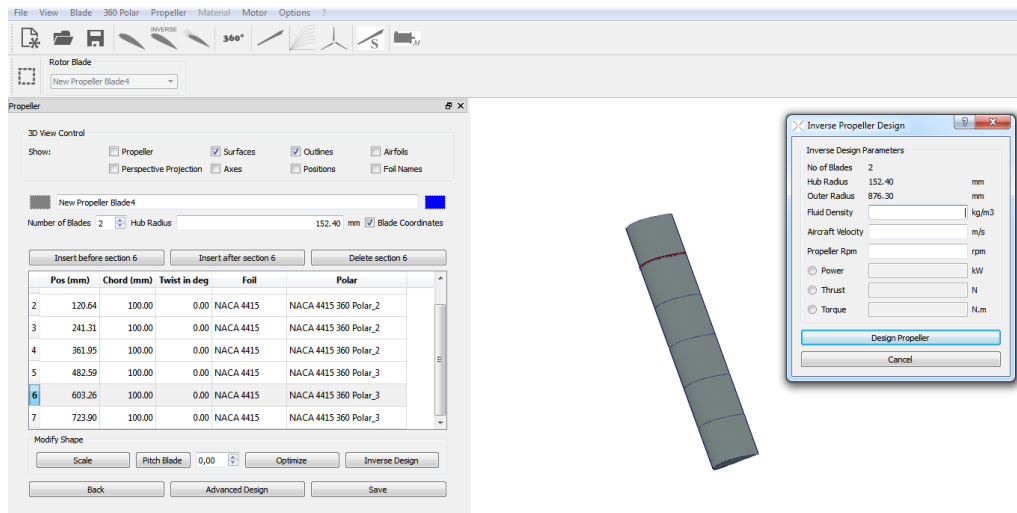 File View Blade 360 Polar Propeller Material Motor Options ?
INVERSE
360°
S
M
Rotor Blade
New Propeller Blade4
Propeller
3D View Control
Show: Propeller Surfaces Outlines Airfoils
Perspective Projection Axes Positions Foil Names
New Propeller Blade4
Number of Blades 2 Hub Radius 152.40 mm Blade Coordinates
Insert before section 6 Insert after section 6 Delete section 6
Pos (mm) Chord (mm) Twist in deg Foil Polar
2 120.64 100.00 0.00 NACA 4415 NACA 4415 360 Polar_2
3 241.31 100.00 0.00 NACA 4415 NACA 4415 360 Polar_2
4 361.95 100.00 0.00 NACA 4415 NACA 4415 360 Polar_2
5 482.59 100.00 0.00 NACA 4415 NACA 4415 360 Polar_3
6 603.26 100.00 0.00 NACA 4415 NACA 4415 360 Polar_3
7 723.90 100.00 0.00 NACA 4415 NACA 4415 360 Polar_3
Modify Shape
Scale Pitch Blade 0,00 Optimize Inverse Design
Back Advanced Design Save
Inverse Propeller Design
Inverse Design Parameters
No of Blades 2
Hub Radius 152.40 mm
Outer Radius 876.30 mm
Fluid Density kg/m3
Aircraft Velocity m/s
Propeller Rpm rpm
Power kW
Thrust N
Torque N.m
Design Propeller
Cancel